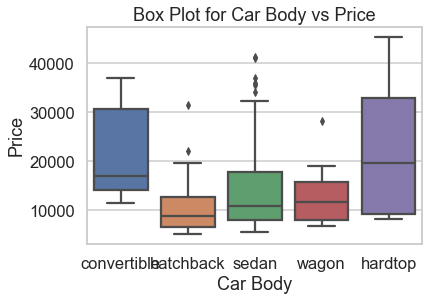 Box Plot for Car Body vs Price
Price
40000
30000
20000
10000
convertible hatchback sedan wagon hardtop
Car Body